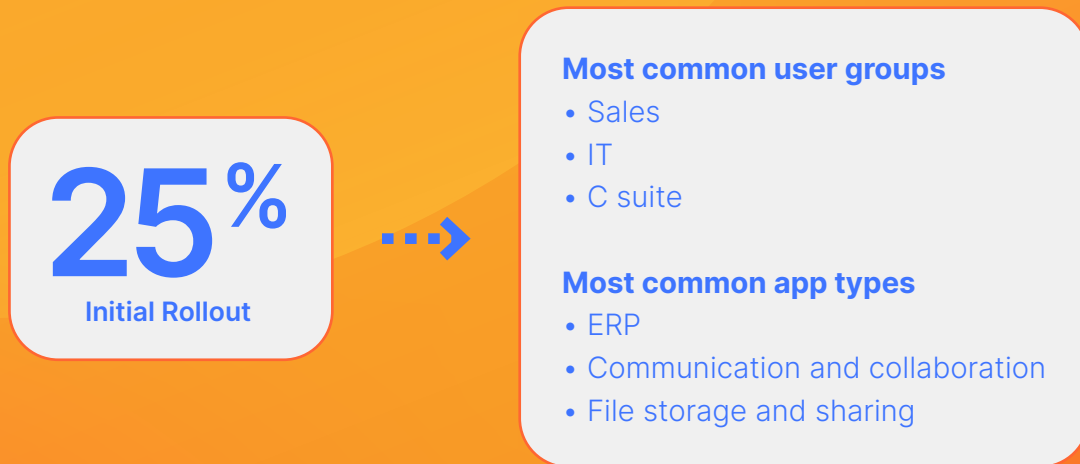 25%
Initial Rollout
Most common user groups
• Sales
• IT
• C suite
Most common app types
• ERP
• Communication and collaboration
• File storage and sharing